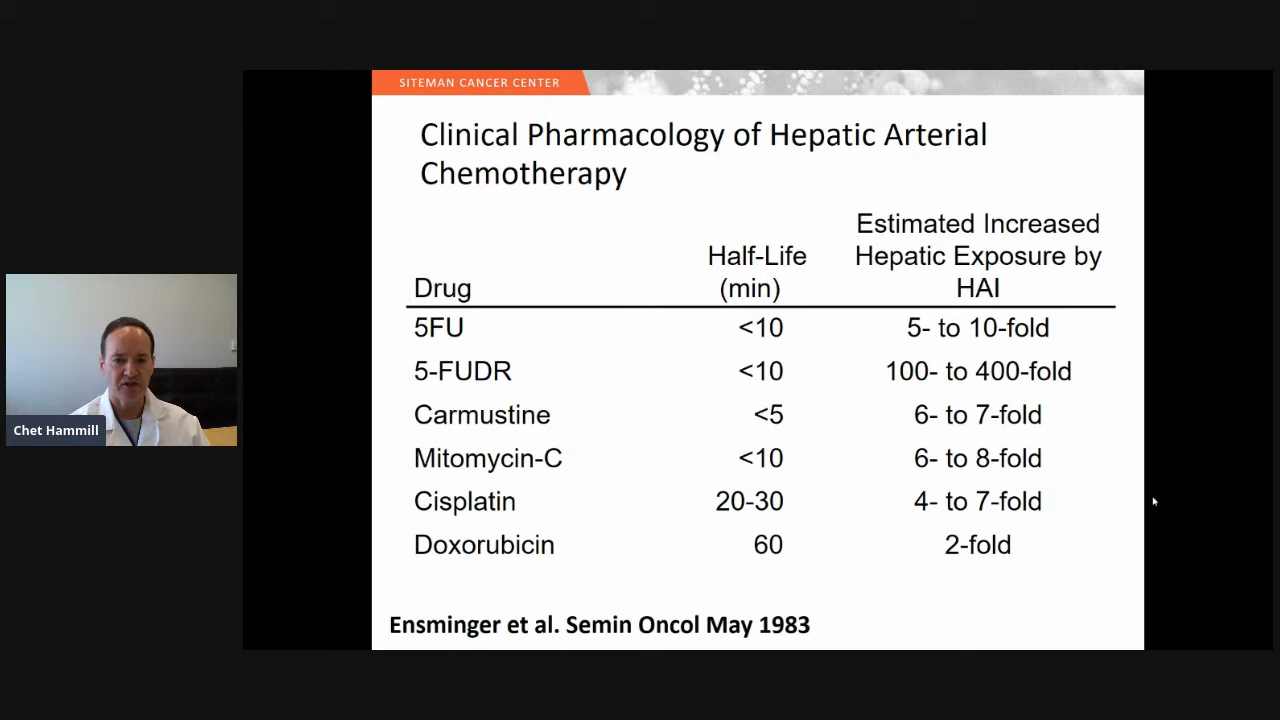 SITEMAN CANCER CENTER
Clinical Pharmacology of Hepatic Arterial
Chemotherapy
Drug Half-Life (min) Estimated Increased Hepatic Exposure by HAI
5FU <10 5- to 10-fold
5-FUDR <10 100- to 400-fold
Carmustine <5 6- to 7-fold
Mitomycin-C <10 6- to 8-fold
Cisplatin 20-30 4- to 7-fold
Doxorubicin 60 2-fold
Ensminger et al. Semin Oncol May 1983
Chet Hammill